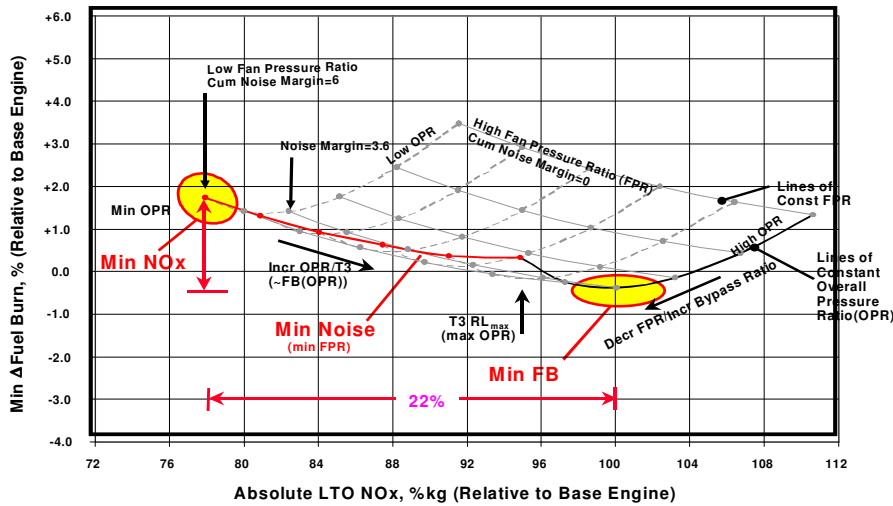 Min ΔFuel Burn, % (Relative to Base Engine)
+6.0
+5.0
+4.0
+3.0
+2.0
+1.0
0.0
-1.0
-2.0
-3.0
-4.0
Low Fan Pressure Ratio
Cum Noise Margin=6
Noise Margin=3.6
Low OPR
High Fan Pressure Ratio (FPR)
Cum Noise Margin=0
Min OPR
Min NOx
Incr OPR/T3
(~FB(OPR))
Min Noise
(min FPR)
T3 RLmax
(max OPR)
Min FB
Decr FPR/Incr Bypass Ratio
High OPR
Lines of
Const FPR
Lines of
Constant
Overall
Pressure
Ratio(OPR)
22%
72 76 80 84 88 92 96 100 104 108 112
Absolute LTO NOx, %kg (Relative to Base Engine)